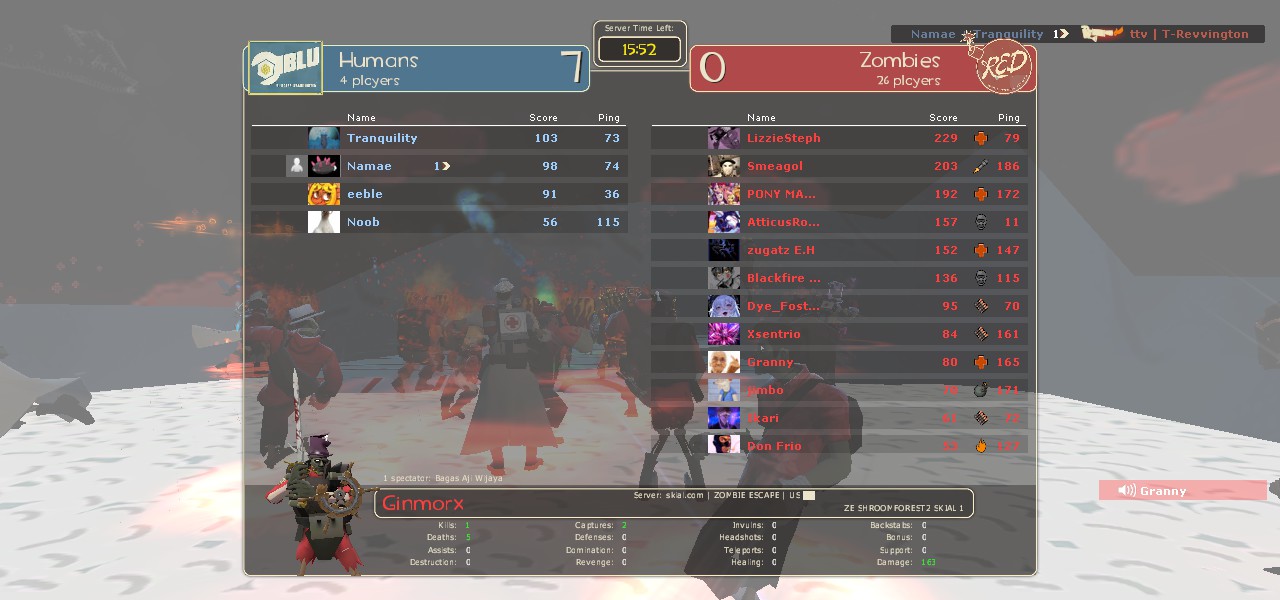 Server Time Left:
15:52
Namae + Tranquility 1 ttv | T-Revvington
BLU
Humans
4 players
7
0
Zombies
26 players
RED
Name Score Ping
Tranquility 103 73
Namae 1 98 74
eeble 91 36
Noob 56 115
Name Score Ping
LizzieSteph 229 79
Smeagol 203 186
PONY MA... 192 172
AtticusRo... 157 11
zugatz E.H 152 147
Blackfire ... 136 115
Dye_Fost... 95 70
Xsentrio 84 161
Granny 80 165
171
Don Frio
1 spectator: Bagas Aji Wijaya
Granny
Ginmorx
Server: skial.com | ZOMBIE ESCAPE | US
ZE SHROOMFOREST2 SKIAL 1
Kills: 1 Captures: 2 Invulns: 0 Backstabs: 0
Deaths: 5 Defenses: 0 Headshots: 0 Bonus: 0
Assists: 0 Domination: 0 Teleports: 0 Support: 0
Destruction: 0 Revenge: 0 Healing: 0 Damage: 163